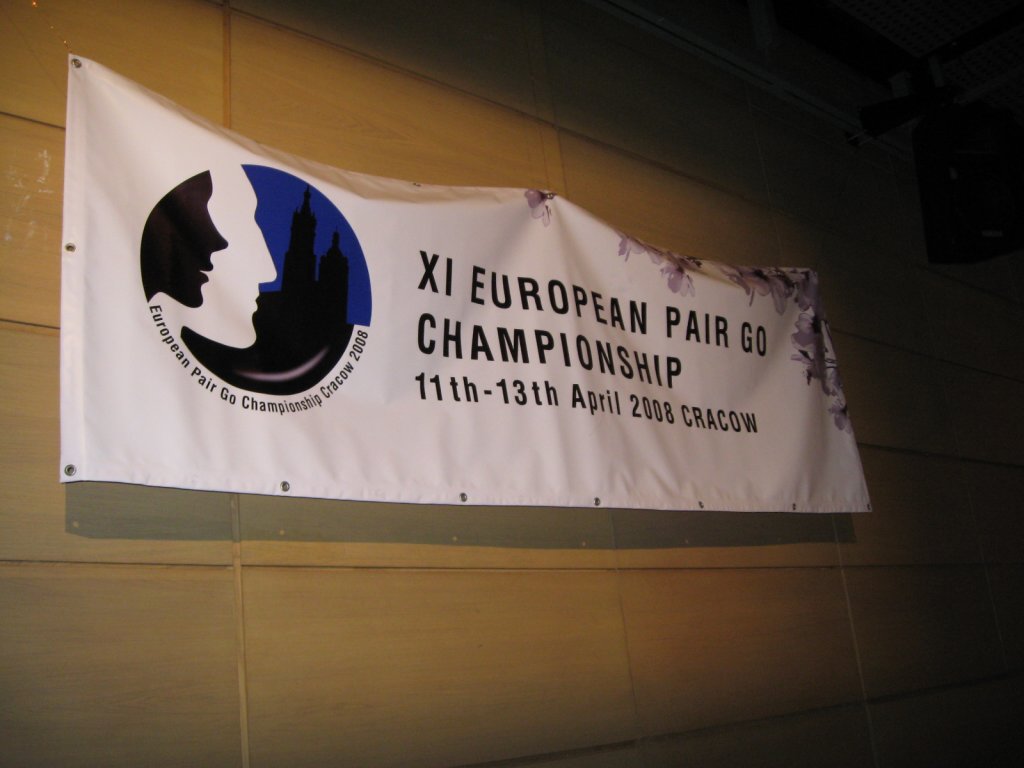 European Pair Go Championship Cracow 2008
XI EUROPEAN PAIR GO
CHAMPIONSHIP
11th-13th April 2008 CRACOW